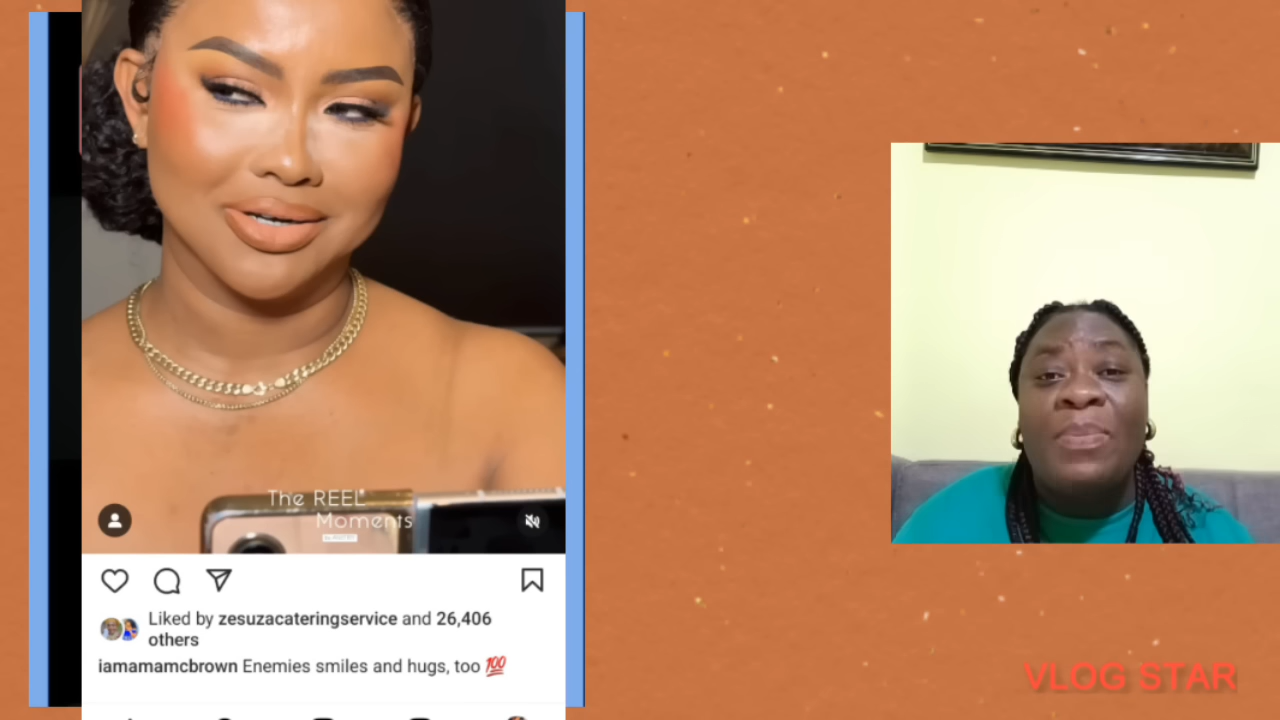 The REEL
Moments
Liked by zesuzacateringservice and 26,406
others
iamamamcbrown Enemies smiles and hugs, too 💯
VLOG STAR